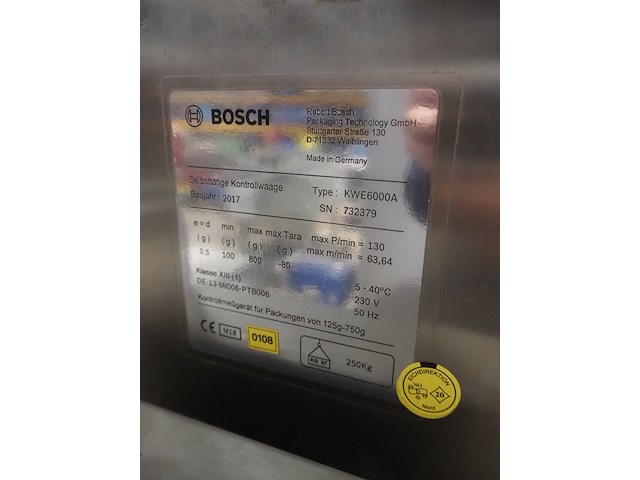 BOSCH
Robert Bosch
Packaging Technology GmbH
Stuttgarter Straße 130
D-71332 Waiblingen
Made in Germany
Selbsttätige Kontrollwaage
Type : KWE6000A
Baujahr : 2017
SN : 732379
e=d min max max Tara
(g) (g) (g) (g)
0,5 100 800 -80
max P/min = 130
max m/min = 63,64
Klasse XIII (1)
DE-13-MI006-PTB006
5 - 40°C
230 V
50 Hz
Kontrollmeßgerät für Packungen von 125g-750g
CE M18 0108
250Kg
EICHDIREKTION
20
Nord